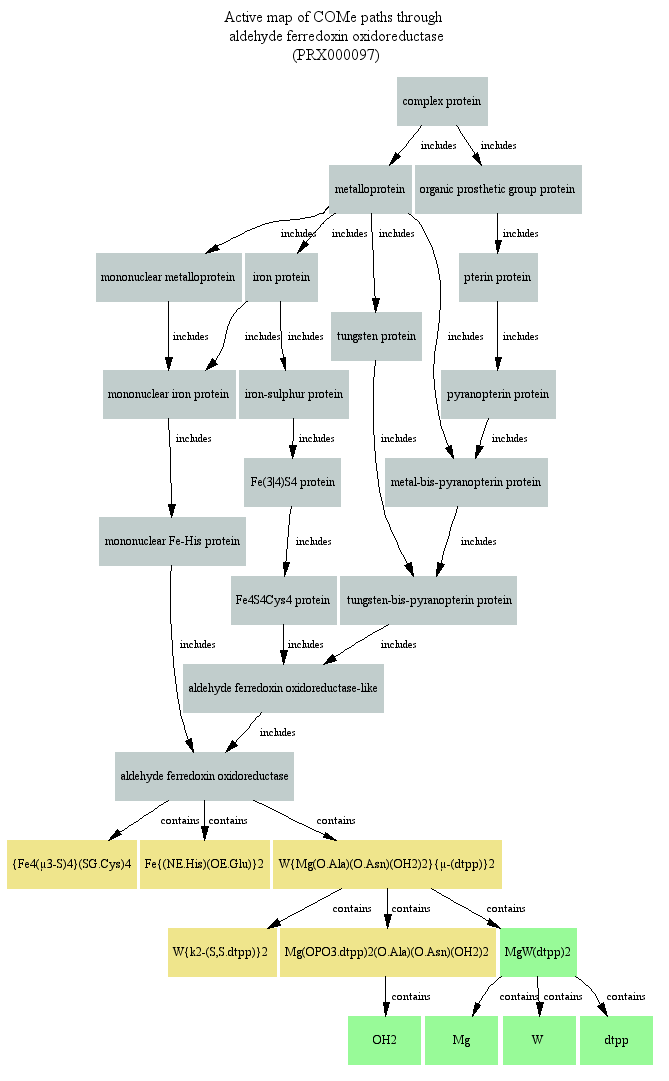 Active map of COMe paths through
aldehyde ferredoxin oxidoreductase
(PRX000097)
complex protein
includes
includes
metalloprotein
organic prosthetic group protein
includes
includes
includes
includes
mononuclear metalloprotein
iron protein
pterin protein
tungsten protein
includes
includes
includes
includes
includes
mononuclear iron protein
iron-sulphur protein
pyranopterin protein
includes
includes
includes
includes
Fe(3|4)S4 protein
metal-bis-pyranopterin protein
mononuclear Fe-His protein
includes
includes
Fe4S4Cys4 protein
tungsten-bis-pyranopterin protein
includes
includes
includes
aldehyde ferredoxin oxidoreductase-like
includes
aldehyde ferredoxin oxidoreductase
contains
contains
contains
{Fe4(μ3-S)4}(SG.Cys)4
Fe{(NE.His)(OE.Glu)}2
W{Mg(O.Ala)(O.Asn)(OH2)2}{μ-(dtpp)}2
contains
contains
contains
W{k2-(S,S.dtpp)}2
Mg(OPO3.dtpp)2(O.Ala)(O.Asn)(OH2)2
MgW(dtpp)2
contains
contains
contains
contains
OH2
Mg
W
dtpp